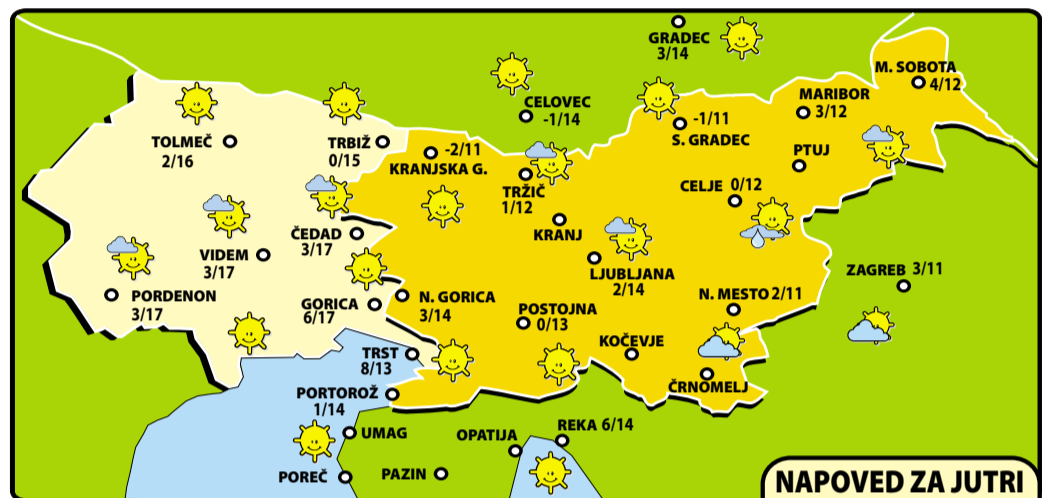 GRADEC
3/14
M. SOBOTA
4/12
CELOVEC
-1/14
MARIBOR
3/12
-1/11
S. GRADEC
TOLMEČ
2/16
TRBIŽ
0/15
-2/11
KRANJSKA G.
PTUJ
TRŽIČ
1/12
CELJE 0/12
KRANJ
ČEDAD
3/17
VIDEM
3/17
LJUBLJANA
2/14
ZAGREB 3/11
PORDENON
3/17
GORICA
6/17
N. GORICA
3/14
POSTOJNA
0/13
N. MESTO 2/11
KOČEVJE
TRST
8/13
ČRNOMELJ
PORTOROŽ
1/14
UMAG
OPATIJA
REKA 6/14
POREČ
PAZIN
NAPOVED ZA JUTRI